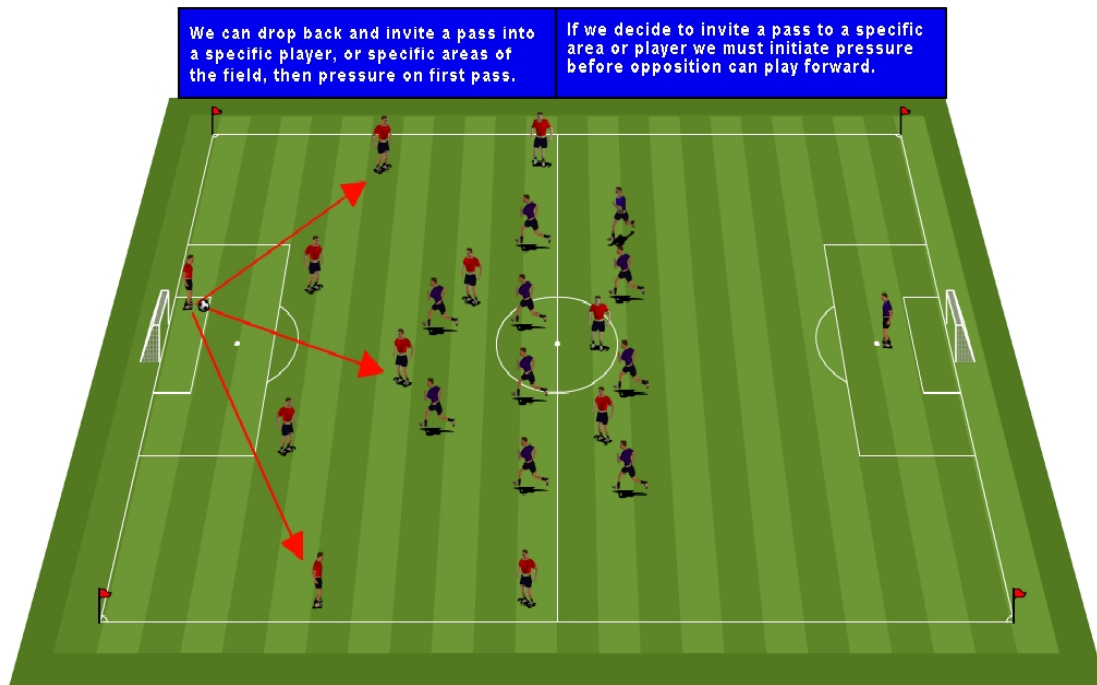 We can drop back and invite a pass into
a specific player, or specific areas of
the field, then pressure on first pass.
If we decide to invite a pass to a specific
area or player we must initiate pressure
before opposition can play forward.